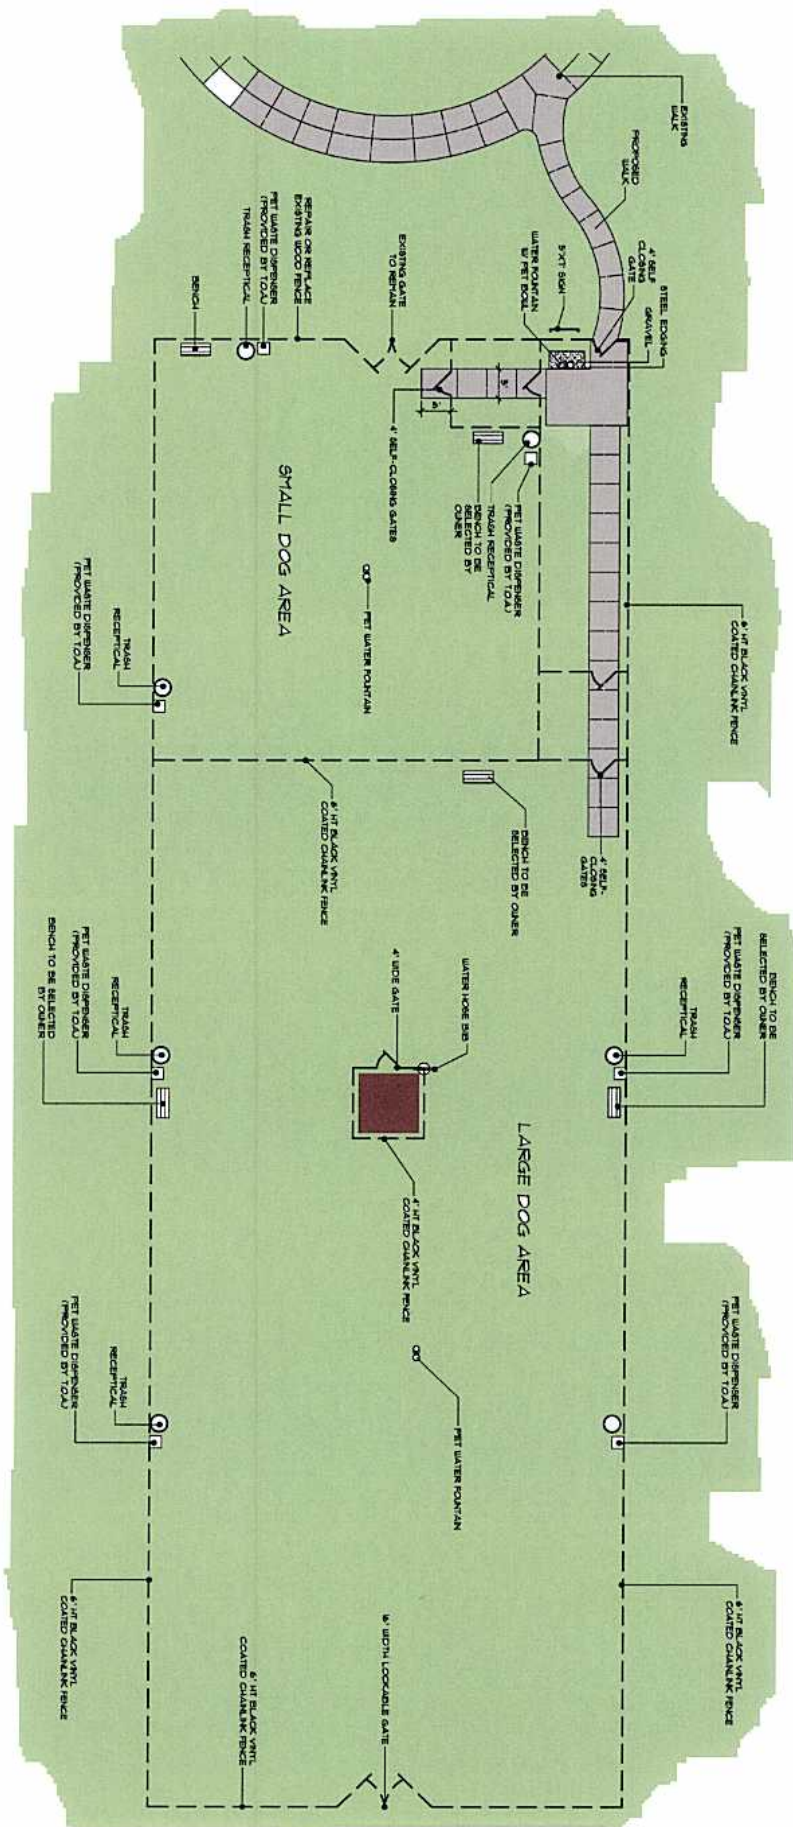 EXISTING
WALK
PROPOSED
WALK
4' SELF
CLOSING
GATE
STEEL EDGING
GRAVEL
5'X7' SIGH
WATER FOUNTAIN
W/ PET BOWL
EXISTING GATE
TO REMAIN
REPAIR OR REPLACE
EXISTING WOOD FENCE
PET WASTE DISPENSER
(PROVIDED BY T.O.A.)
TRASH RECEPTICAL
BENCH
5'
6'
4' SELF-CLOSING GATES
PET WASTE DISPENSER
(PROVIDED BY T.O.A.)
TRASH RECEPTICAL
BENCH TO BE
SELECTED BY
OWNER
SMALL DOG AREA
PET WATER FOUNTAIN
TRASH
RECEPTICAL
PET WASTE DISPENSER
(PROVIDED BY T.O.A.)
6' HT BLACK VINYL
COATED CHAINLINK FENCE
6' HT BLACK VINYL
COATED CHAINLINK FENCE
BENCH TO BE
SELECTED BY OWNER
4' SELF-
CLOSING
GATES
BENCH TO BE
SELECTED BY OWNER
PET WASTE DISPENSER
(PROVIDED BY T.O.A.)
TRASH
RECEPTICAL
WATER HOSE BIB
4' WIDE GATE
TRASH
RECEPTICAL
PET WASTE DISPENSER
(PROVIDED BY T.O.A.)
BENCH TO BE SELECTED
BY OWNER
LARGE DOG AREA
4' HT BLACK VINYL
COATED CHAINLINK FENCE
PET WASTE DISPENSER
(PROVIDED BY T.O.A.)
PET WATER FOUNTAIN
TRASH
RECEPTICAL
PET WASTE DISPENSER
(PROVIDED BY T.O.A.)
6' HT BLACK VINYL
COATED CHAINLINK FENCE
16' WIDTH LOCKABLE GATE
6' HT BLACK VINYL
COATED CHAINLINK FENCE
6' HT BLACK VINYL
COATED CHAINLINK FENCE